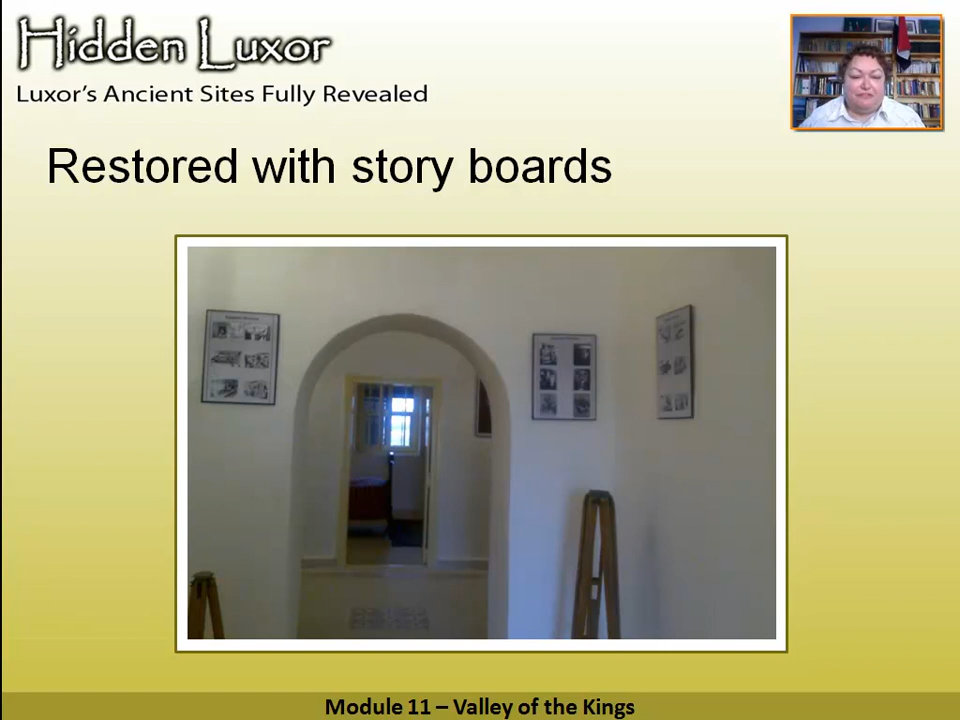 Hidden Luxor
Luxor's Ancient Sites Fully Revealed
Restored with story boards
Module 11 – Valley of the Kings